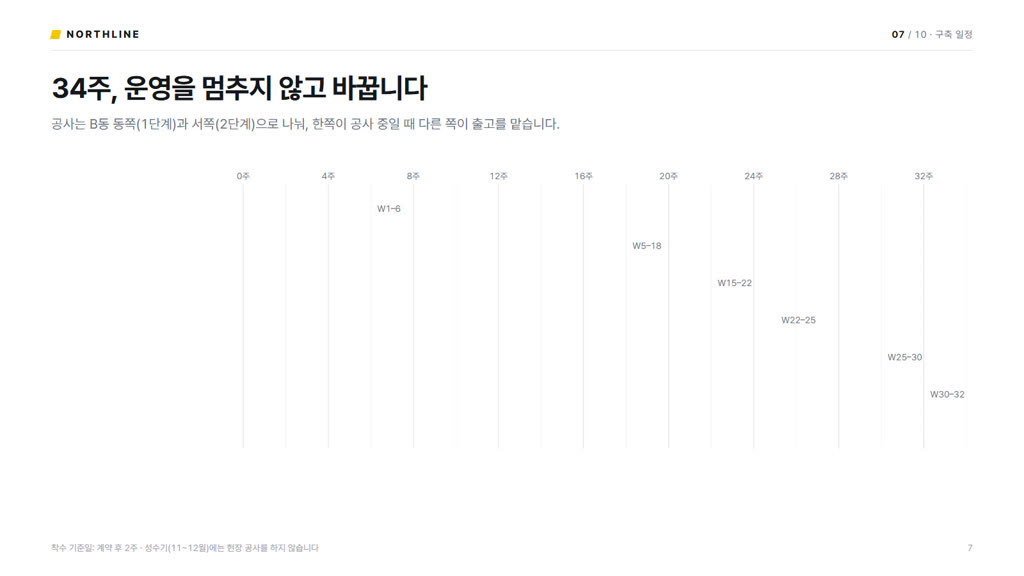 NORTHLINE
07 / 10 · 구축 일정
34주, 운영을 멈추지 않고 바꿉니다
공사는 B동 동쪽(1단계)과 서쪽(2단계)으로 나눠, 한쪽이 공사 중일 때 다른 쪽이 출고를 맡습니다.
0주 4주 8주 12주 16주 20주 24주 28주 32주
W1–6
W5–18
W15–22
W22–25
W25–30
W30–32
착수 기준일: 계약 후 2주 · 성수기(11–12월)에는 현장 공사를 하지 않습니다
7